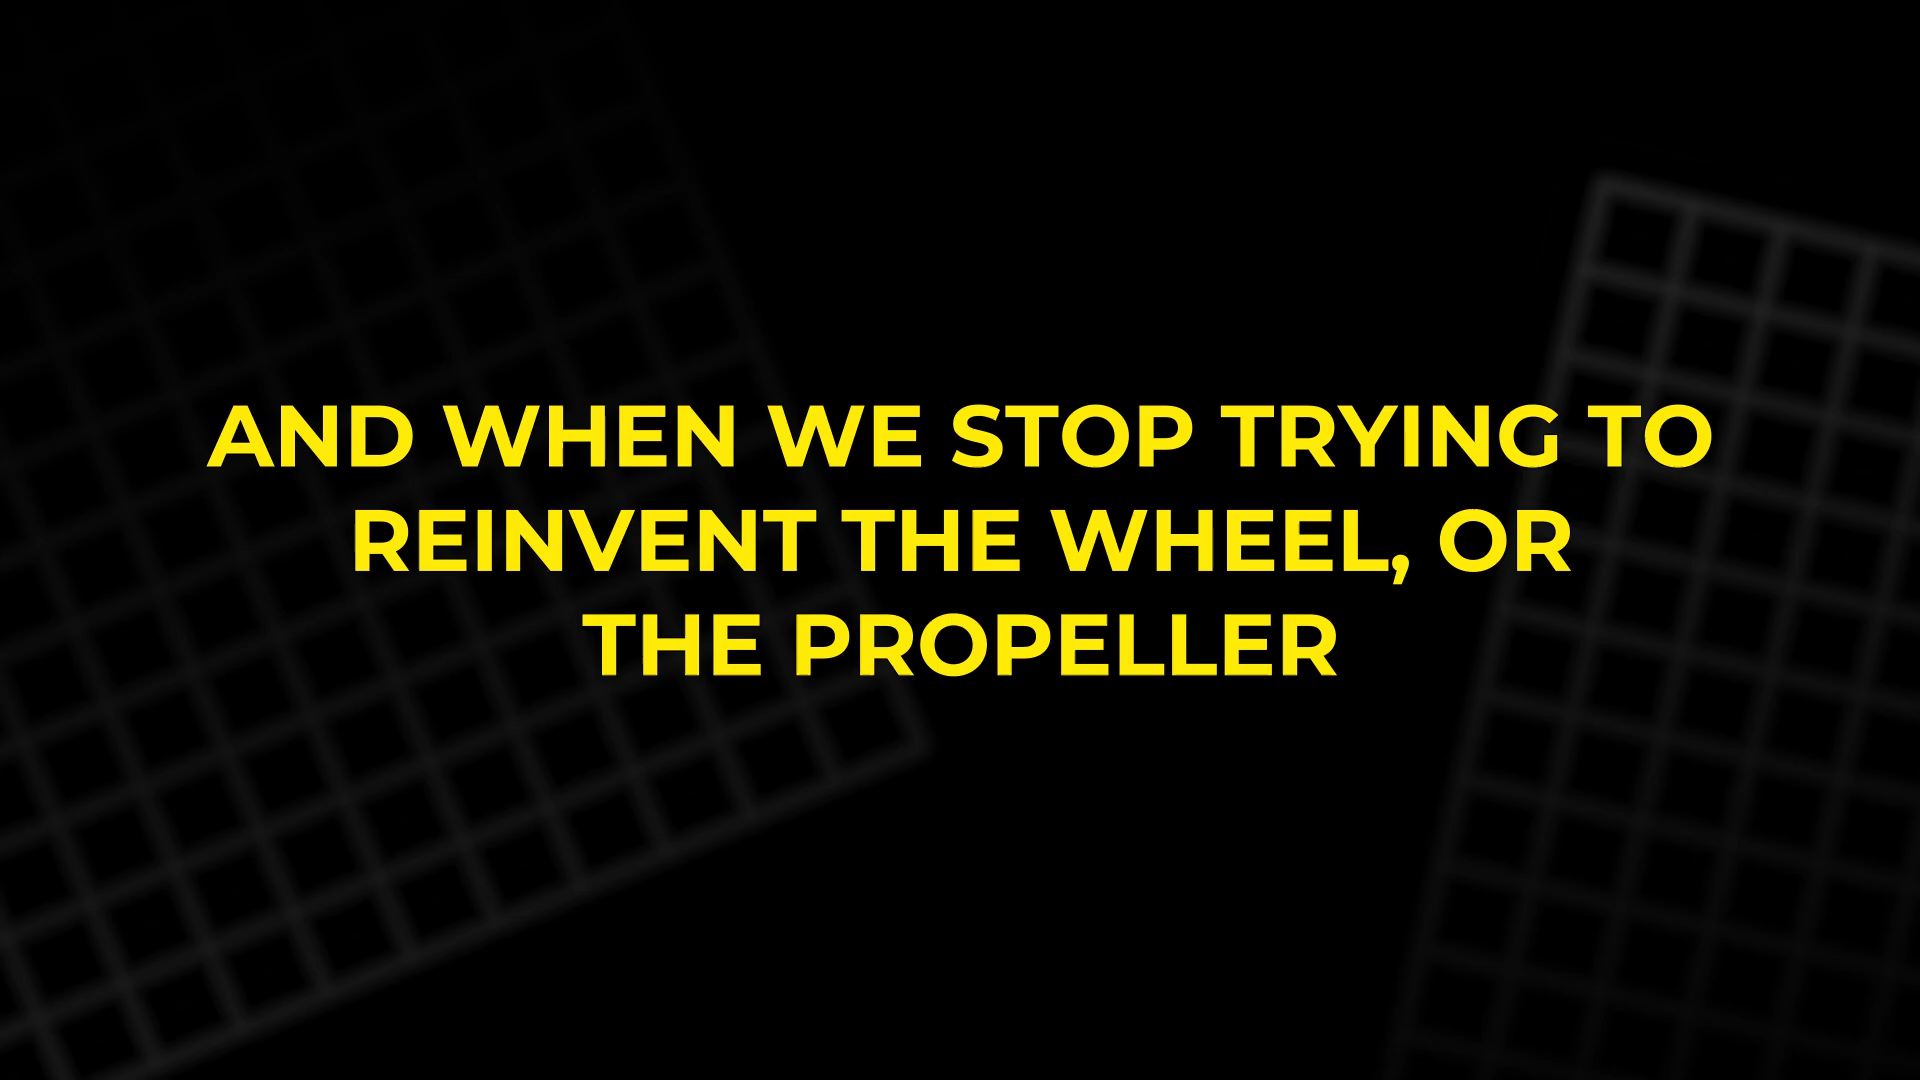 AND WHEN WE STOP TRYING TO
REINVENT THE WHEEL, OR
THE PROPELLER